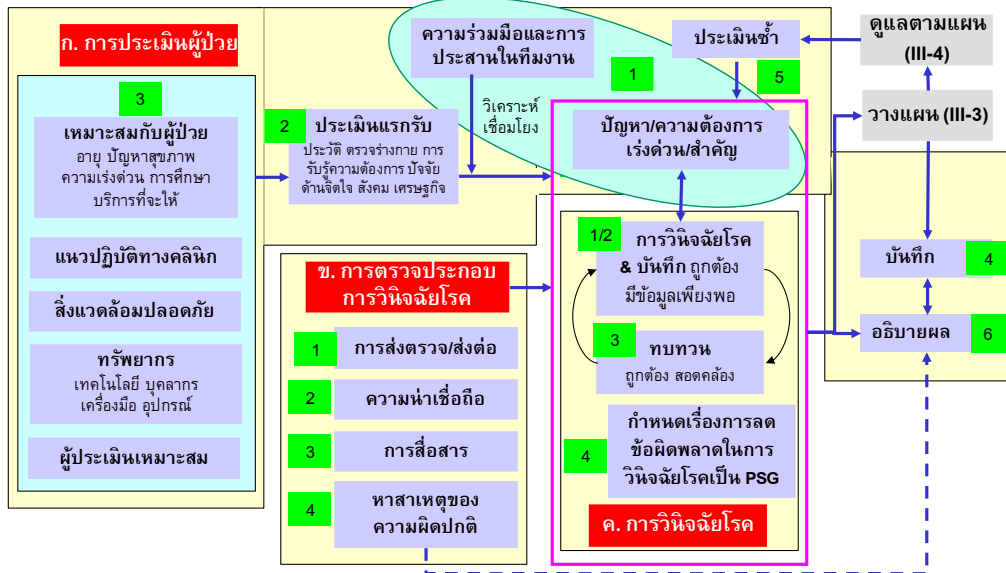 ก. การประเมินผู้ป่วย
3
เหมาะสมกับผู้ป่วย
อายุ ปัญหาสุขภาพ
ความเร่งด่วน การศึกษา
บริการที่จะให้
แนวปฏิบัติทางคลินิก
สิ่งแวดล้อมปลอดภัย
ทรัพยากร
เทคโนโลยี บุคลากร
เครื่องมือ อุปกรณ์
ผู้ประเมินเหมาะสม
2
ประเมินแรกรับ
ประวัติ ตรวจร่างกาย การ
รับรู้ความต้องการ ปัจจัย
ด้านจิตใจ สังคม เศรษฐกิจ
ความร่วมมือและการ
ประสานในทีมงาน
1
วิเคราะห์
เชื่อมโยง
ประเมินซ้ำ
5
ดูแลตามแผน
(III-4)
วางแผน (III-3)
ปัญหา/ความต้องการ
เร่งด่วน/สำคัญ
ข. การตรวจประกอบ
การวินิจฉัยโรค
1
การส่งตรวจ/ส่งต่อ
2
ความน่าเชื่อถือ
3
การสื่อสาร
4
หาสาเหตุของ
ความผิดปกติ
1/2
การวินิจฉัยโรค
& บันทึก ถูกต้อง
มีข้อมูลเพียงพอ
3
ทบทวน
ถูกต้อง สอดคล้อง
4
กำหนดเรื่องการลด
ข้อผิดพลาดในการ
วินิจฉัยโรคเป็น PSG
ค. การวินิจฉัยโรค
บันทึก
4
อธิบายผล
6